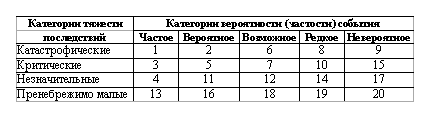 Категории тяжести последствий | Категории вероятности (частости) события
Частое | Вероятное | Возможное | Редкое | Невероятное
Катастрофические | 1 | 2 | 6 | 8 | 9
Критические | 3 | 5 | 7 | 10 | 15
Незначительные | 4 | 11 | 12 | 14 | 17
Пренебрежимо малые | 13 | 16 | 18 | 19 | 20